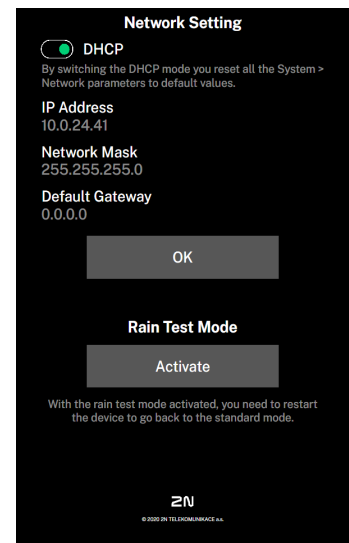 Network Setting
DHCP
By switching the DHCP mode you reset all the System >
Network parameters to default values.
IP Address
10.0.24.41
Network Mask
255.255.255.0
Default Gateway
0.0.0.0
OK
Rain Test Mode
Activate
With the rain test mode activated, you need to restart
the device to go back to the standard mode.
2N
© 2020 2N TELEKOMUNIKACE a.s.